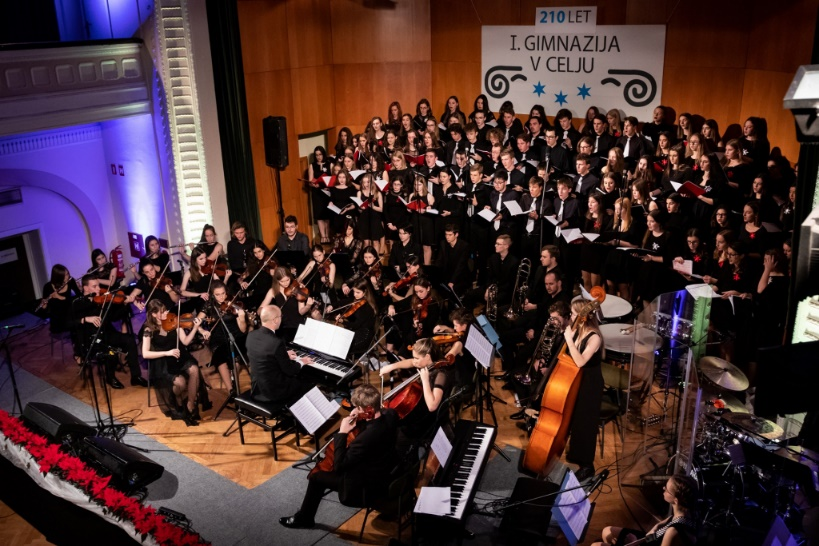 210 LET
I. GIMNAZIJA
V CELJU